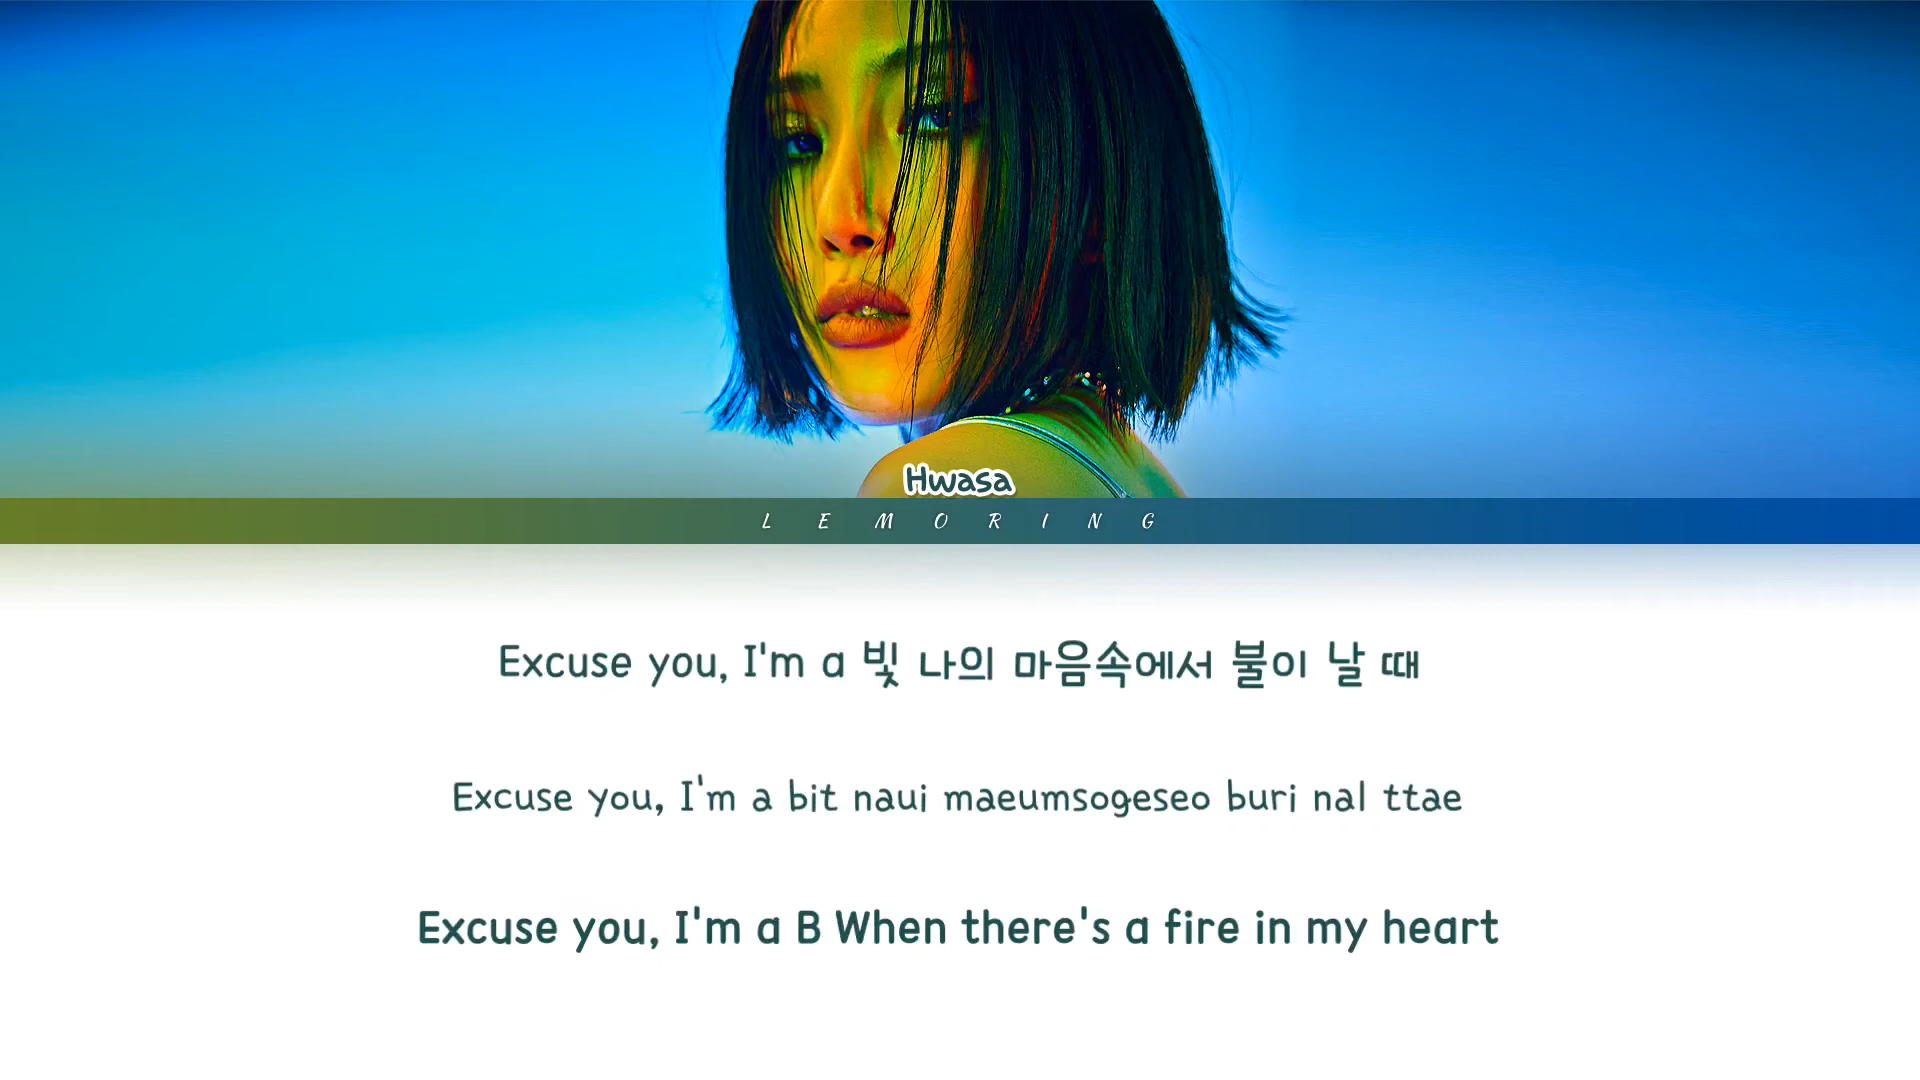 Hwasa
LEMORING
Excuse you, I'm a 빛 나의 마음속에서 불이 날 때
Excuse you, I'm a bit naui maeumsogeseo buri nal ttae
Excuse you, I'm a B When there's a fire in my heart